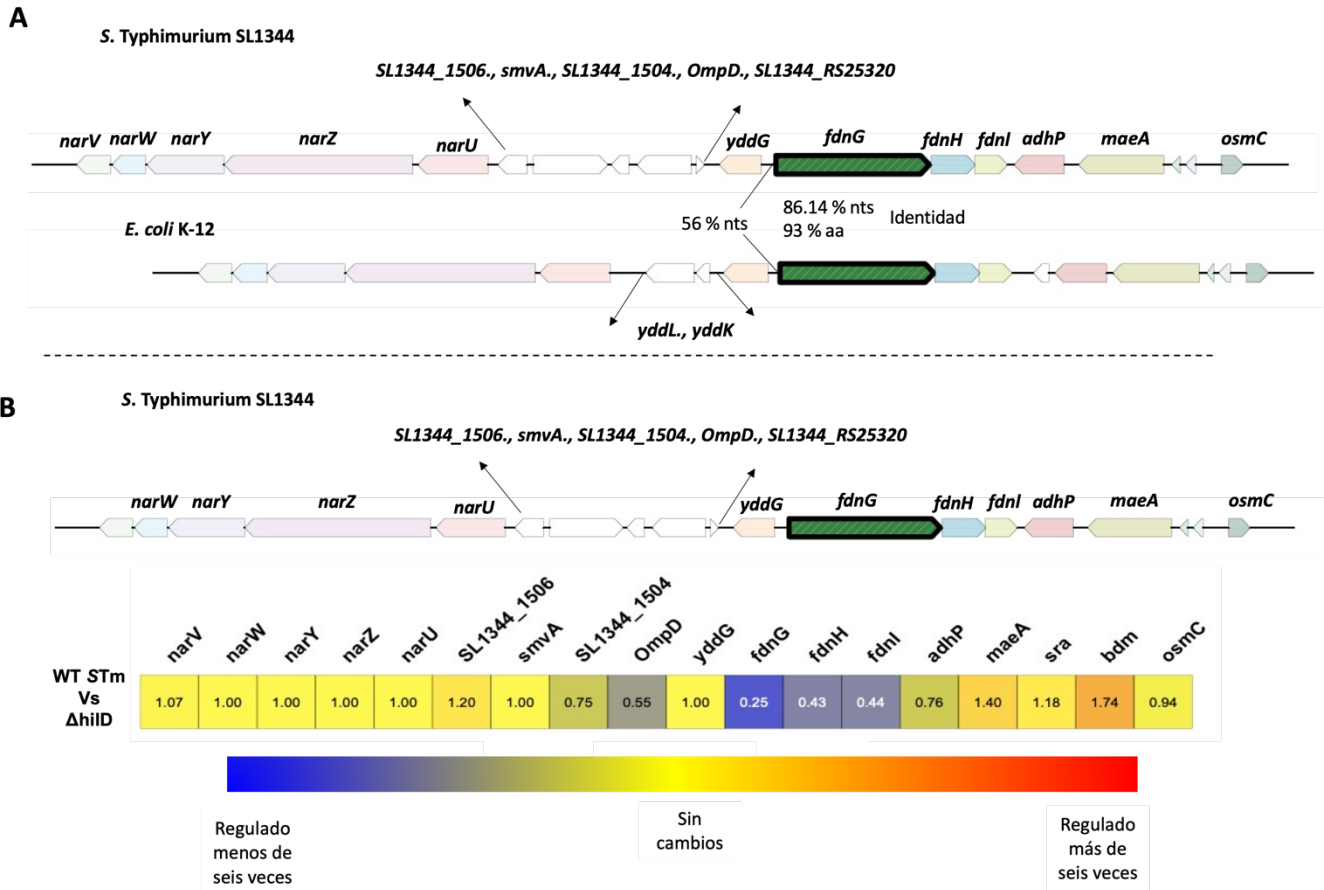 A
S. Typhimurium SL1344
SL1344_1506., smvA., SL1344_1504., OmpD., SL1344_RS25320
narV narW narY narZ narU yddG fdnG fdnH fdnI adhP maeA osmC
56 % nts
86.14 % nts
93 % aa
Identidad
E. coli K-12
yddL., yddK
B
S. Typhimurium SL1344
SL1344_1506., smvA., SL1344_1504., OmpD., SL1344_RS25320
narW narY narZ narU yddG fdnG fdnH fdnI adhP maeA osmC
narV narW narY narZ narU SL1344_1506 smvA SL1344_1504 OmpD yddG fdnG fdnH fdnI adhP maeA sra bdm osmC
WT STm
Vs
ΔhilD
1.07 1.00 1.00 1.00 1.00 1.20 1.00 0.75 0.55 1.00 0.25 0.43 0.44 0.76 1.40 1.18 1.74 0.94
Regulado
menos de
seis veces
Sin
cambios
Regulado
más de
seis veces